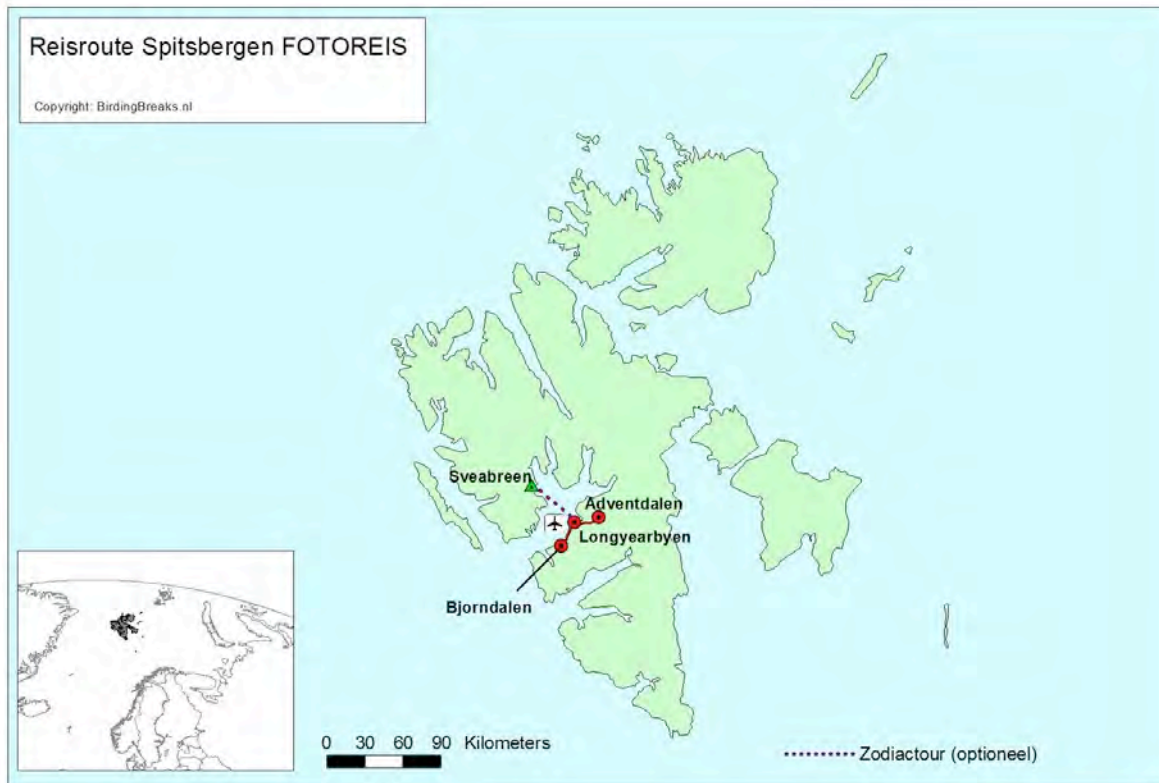 Reisroute Spitsbergen FOTOREIS
Copyright: BirdingBreaks.nl
Sveabreen
Adventdalen
Longyearbyen
Bjorndalen
0 30 60 90 Kilometers
Zodiactour (optioneel)